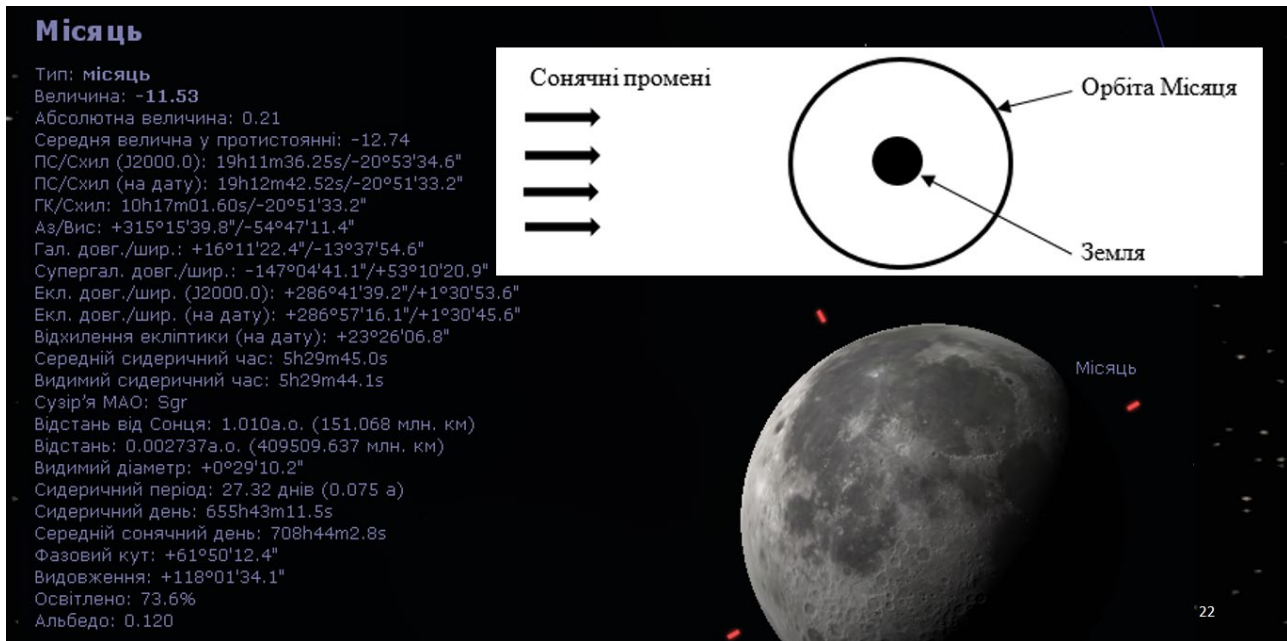 Місяць
Тип: місяць
Величина: -11.53
Абсолютна величина: 0.21
Середня велична у протистоянні: -12.74
ПС/Схил (J2000.0): 19h11m36.25s/-20°53'34.6"
ПС/Схил (на дату): 19h12m42.52s/-20°51'33.2"
ГК/Схил: 10h17m01.60s/-20°51'33.2"
Аз/Вис: +315°15'39.8"/-54°47'11.4"
Гал. довг./шир.: +16°11'22.4"/-13°37'54.6"
Супергал. довг./шир.: -147°04'41.1"/+53°10'20.9"
Екл. довг./шир. (J2000.0): +286°41'39.2"/+1°30'53.6"
Екл. довг./шир. (на дату): +286°57'16.1"/+1°30'45.6"
Відхилення екліптики (на дату): +23°26'06.8"
Середній сидеричний час: 5h29m45.0s
Видимий сидеричний час: 5h29m44.1s
Сузір'я МАО: Sgr
Відстань від Сонця: 1.010а.о. (151.068 млн. км)
Відстань: 0.002737а.о. (409509.637 млн. км)
Видимий діаметр: +0°29'10.2"
Сидеричний період: 27.32 днів (0.075 a)
Сидеричний день: 655h43m11.5s
Середній сонячний день: 708h44m2.8s
Фазовий кут: +61°50'12.4"
Видовження: +118°01'34.1"
Освітлено: 73.6%
Альбедо: 0.120
Сонячні промені
Орбіта Місяця
Земля
Місяць
22